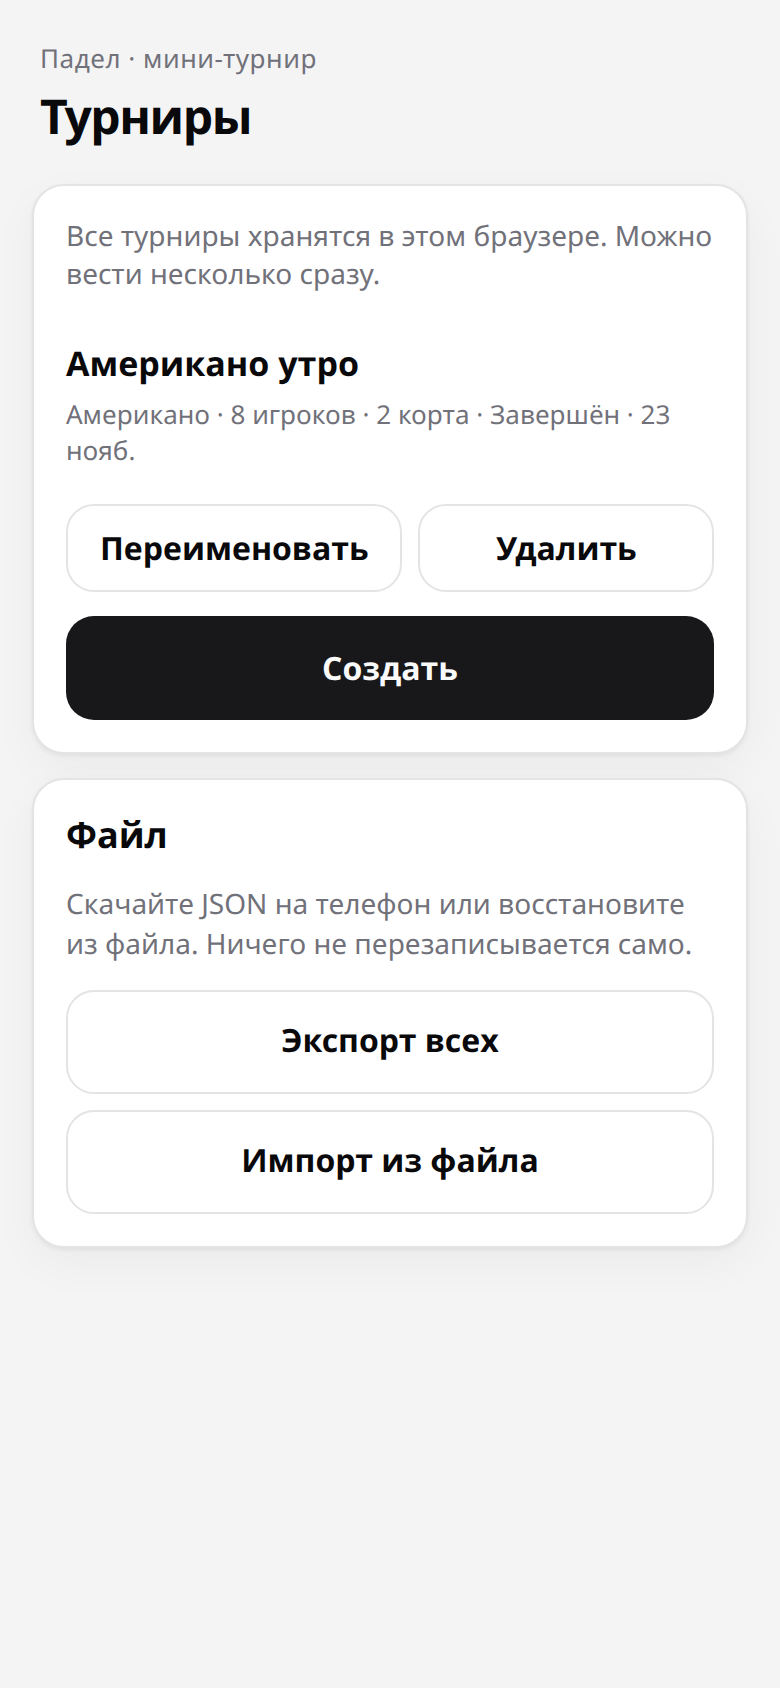 Падел · мини-турнир
Турниры
Все турниры хранятся в этом браузере. Можно
вести несколько сразу.
Американо утро
Американо · 8 игроков · 2 корта · Завершён · 23
нояб.
Переименовать
Удалить
Создать
Файл
Скачайте JSON на телефон или восстановите
из файла. Ничего не перезаписывается само.
Экспорт всех
Импорт из файла